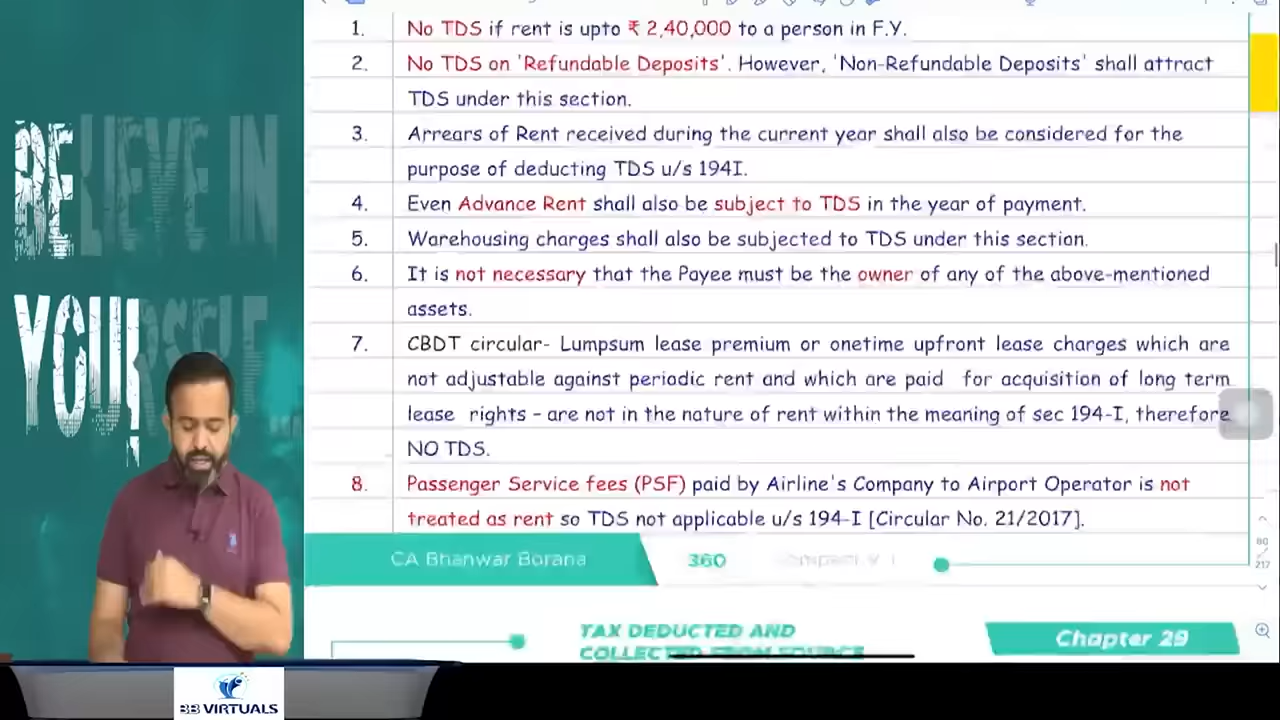 BELIEVE IN
YOURSELF
1. No TDS if rent is upto ₹ 2,40,000 to a person in F.Y.
2. No TDS on 'Refundable Deposits'. However, 'Non-Refundable Deposits' shall attract
TDS under this section.
3. Arrears of Rent received during the current year shall also be considered for the
purpose of deducting TDS u/s 194I.
4. Even Advance Rent shall also be subject to TDS in the year of payment.
5. Warehousing charges shall also be subjected to TDS under this section.
6. It is not necessary that the Payee must be the owner of any of the above-mentioned
assets.
7. CBDT circular- Lumpsum lease premium or onetime upfront lease charges which are
not adjustable against periodic rent and which are paid for acquisition of long term
lease rights - are not in the nature of rent within the meaning of sec 194-I, therefore
NO TDS.
8. Passenger Service fees (PSF) paid by Airline's Company to Airport Operator is not
treated as rent so TDS not applicable u/s 194-I [Circular No. 21/2017].
CA Bhanwar Borana 360
80
217
TAX DEDUCTED AND
COLLECTED FROM SOURCE
Chapter 29
BB VIRTUALS